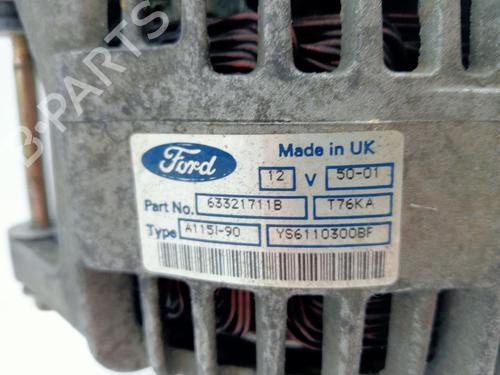 B-PARTS
Ford
Made in UK
12 V 50-01
Part No. 63321711B T76KA
Type A115I-90 YS6110300BF